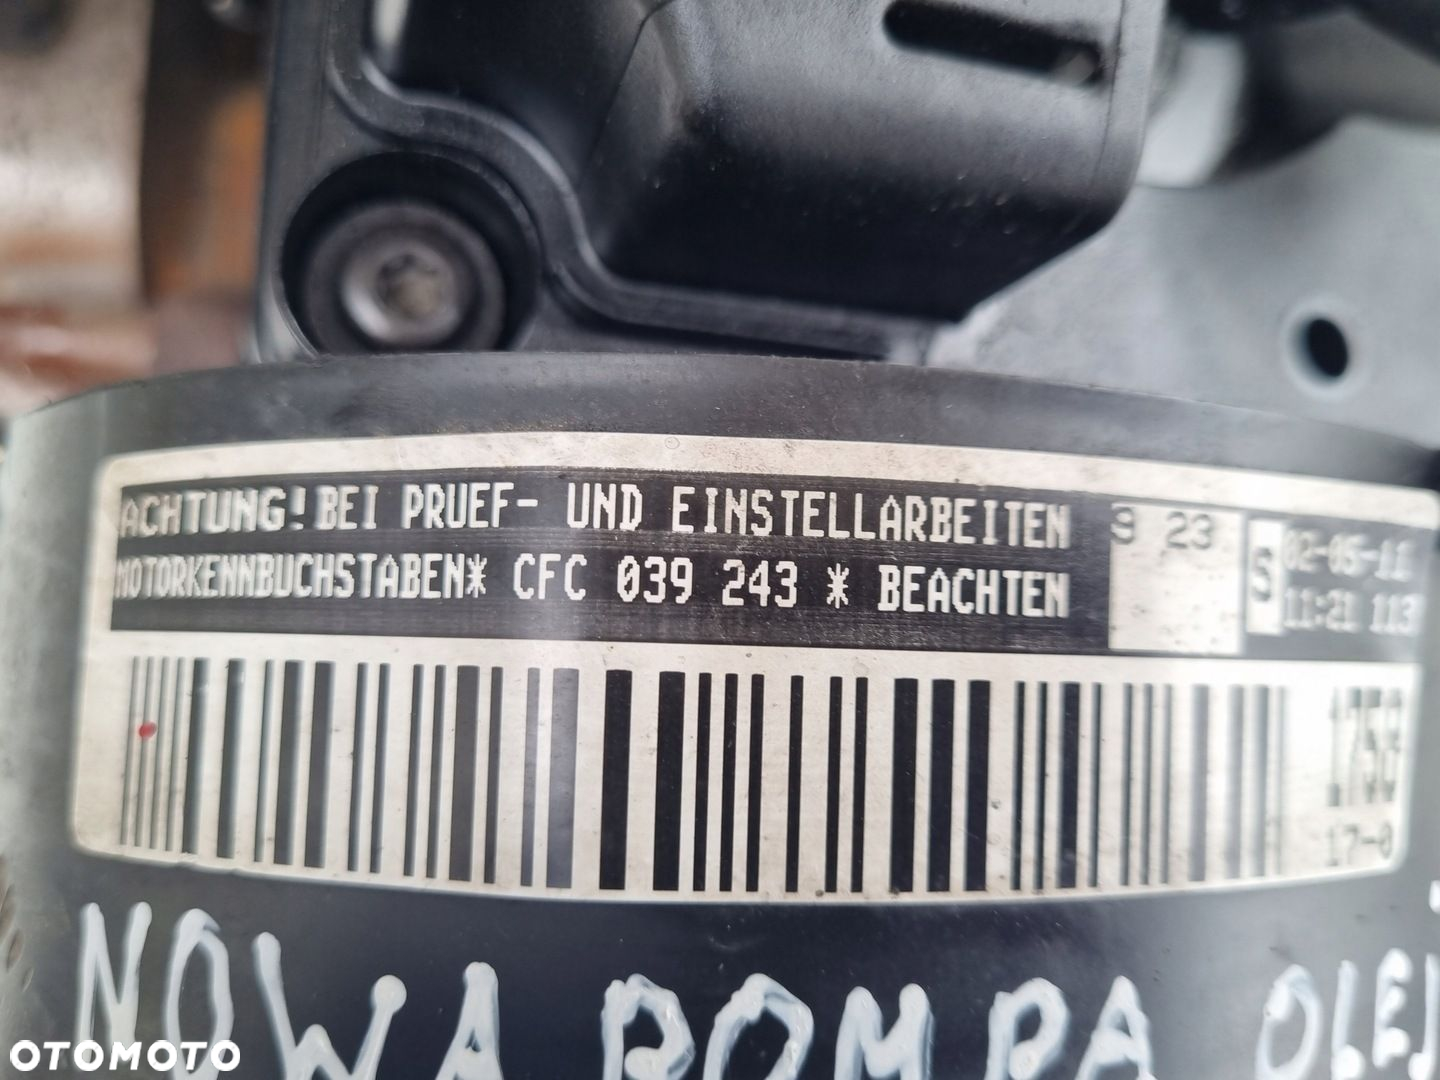 ACHTUNG! BEI PRUEF- UND EINSTELLARBEITEN
MOTORKENNBUCHSTABEN* CFC 039 243 * BEACHTEN
9 23
S
02-05-11
11:21 113
17-0
NOWA POMPA OLEJ
OTOMOTO